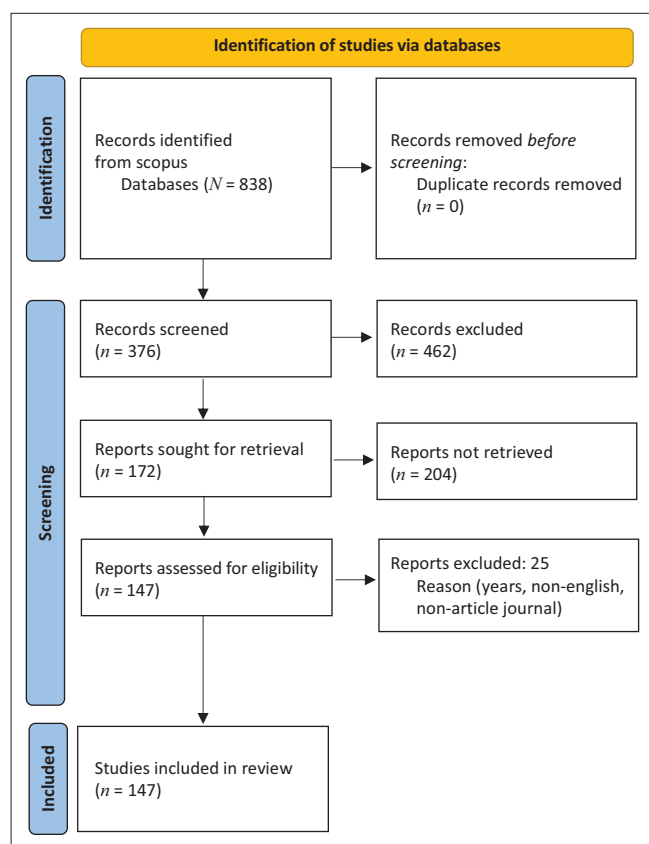 Identification of studies via databases
Identification
Records identified
from scopus
Databases (N = 838)
Records removed before
screening:
Duplicate records removed
(n = 0)
Screening
Records screened
(n = 376)
Records excluded
(n = 462)
Reports sought for retrieval
(n = 172)
Reports not retrieved
(n = 204)
Reports assessed for eligibility
(n = 147)
Reports excluded: 25
Reason (years, non-english,
non-article journal)
Included
Studies included in review
(n = 147)